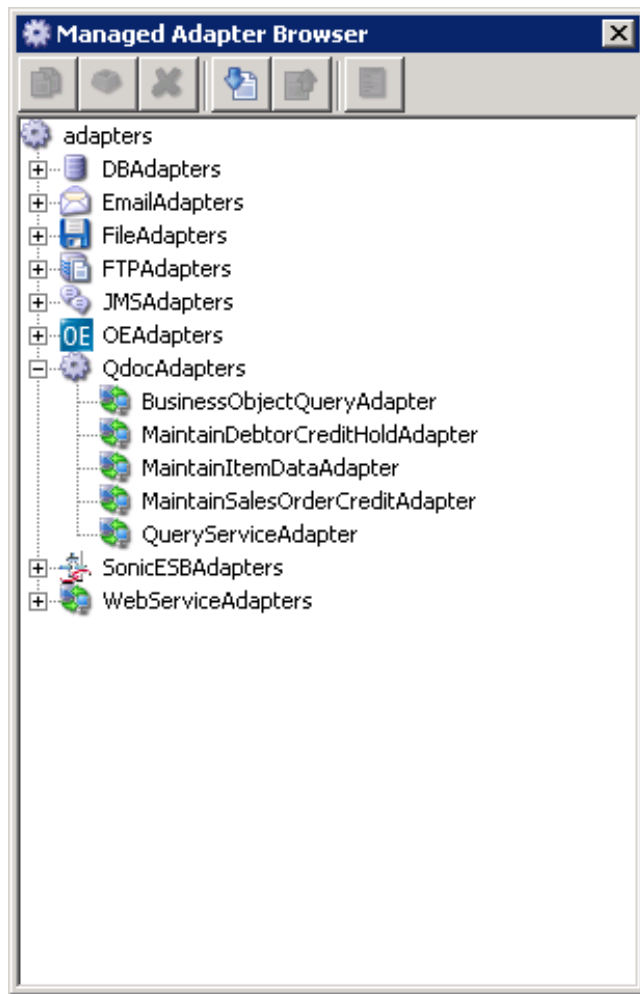 Managed Adapter Browser
adapters
DBAdapters
EmailAdapters
FileAdapters
FTPAdapters
JMSAdapters
OE OEAdapters
QdocAdapters
BusinessObjectQueryAdapter
MaintainDebtorCreditHoldAdapter
MaintainItemDataAdapter
MaintainSalesOrderCreditAdapter
QueryServiceAdapter
SonicESBAdapters
WebServiceAdapters